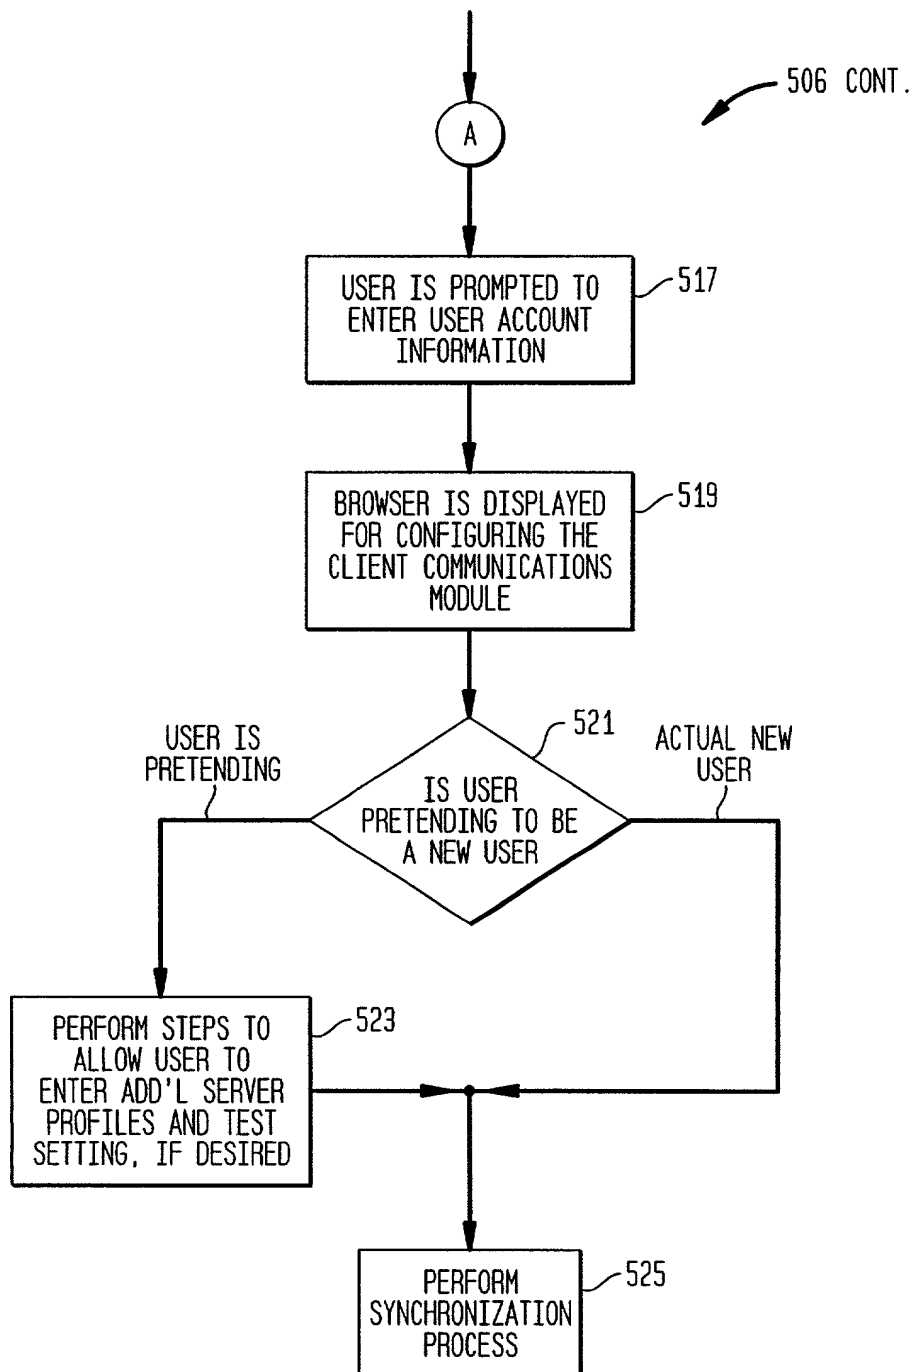 506 CONT.
A
USER IS PROMPTED TO
ENTER USER ACCOUNT
INFORMATION
517
BROWSER IS DISPLAYED
FOR CONFIGURING THE
CLIENT COMMUNICATIONS
MODULE
519
521
USER IS
PRETENDING
ACTUAL NEW
USER
IS USER
PRETENDING TO BE
A NEW USER
PERFORM STEPS TO
ALLOW USER TO
ENTER ADD'L SERVER
PROFILES AND TEST
SETTING, IF DESIRED
523
PERFORM
SYNCHRONIZATION
PROCESS
525